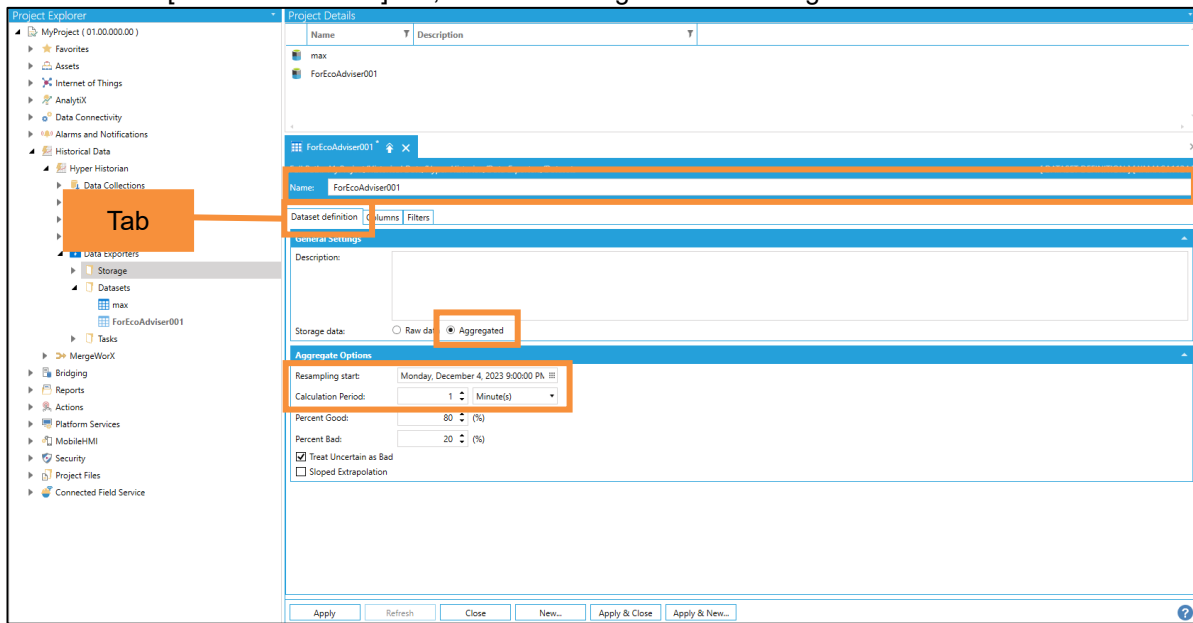 Project Explorer
MyProject ( 01.00.000.00 )
Favorites
Assets
Internet of Things
AnalytiX
Data Connectivity
Alarms and Notifications
Historical Data
Hyper Historian
Data Collections
Tab
Data Exporters
Storage
Datasets
max
ForEcoAdviser001
Tasks
MergeWorX
Bridging
Reports
Actions
Platform Services
MobileHMI
Security
Project Files
Connected Field Service
Project Details
Name Description
max
ForEcoAdviser001
ForEcoAdviser001*
Name: ForEcoAdviser001
Dataset definition Columns Filters
General Settings
Description:
Storage data: Raw dat Aggregated
Aggregate Options
Resampling start: Monday, December 4, 2023 9:00:00 PM
Calculation Period: 1 Minute(s)
Percent Good: 80 (%)
Percent Bad: 20 (%)
Treat Uncertain as Bad
Sloped Extrapolation
Apply Refresh Close New... Apply & Close Apply & New... ?